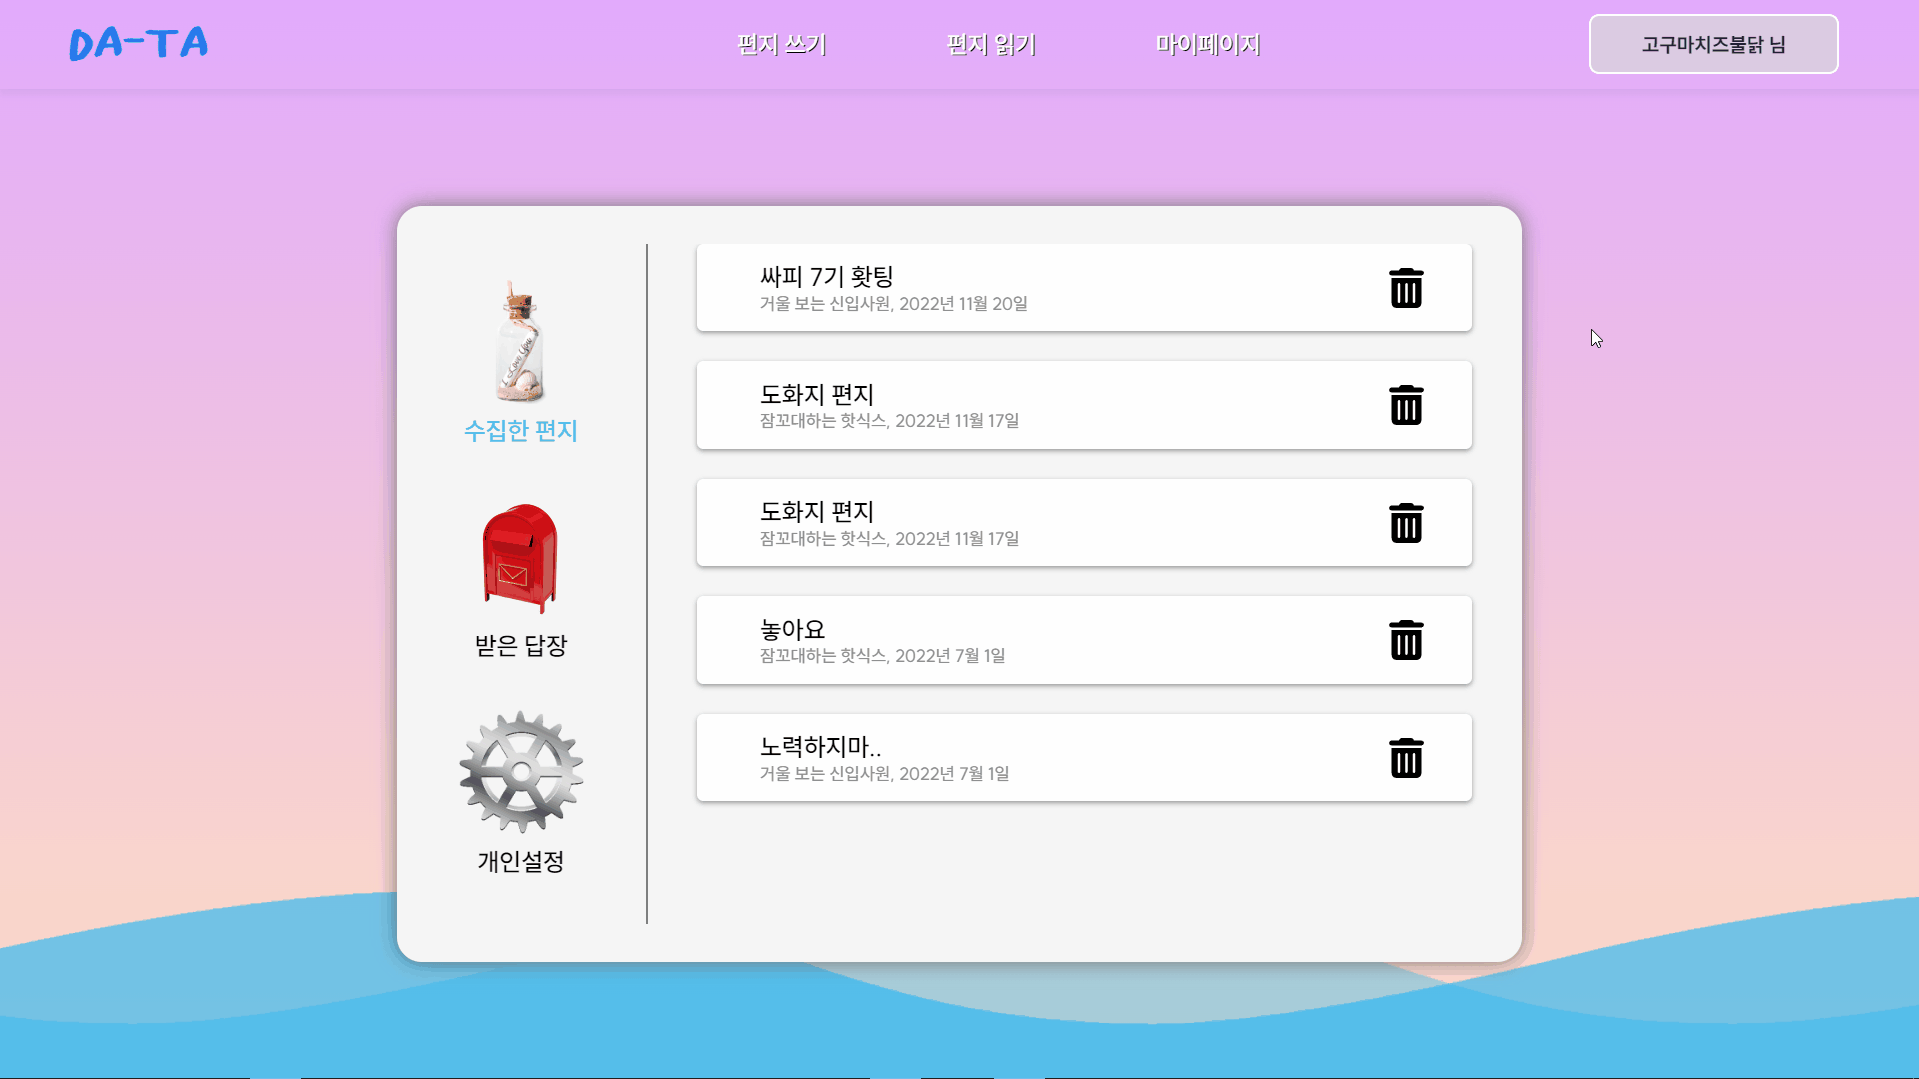 DA-TA
편지 쓰기
편지 읽기
마이페이지
고구마치즈불닭 님
I Love You
수집한 편지
받은 답장
개인설정
싸피 7기 홧팅
거울 보는 신입사원, 2022년 11월 20일
도화지 편지
잠꼬대하는 핫식스, 2022년 11월 17일
도화지 편지
잠꼬대하는 핫식스, 2022년 11월 17일
놓아요
잠꼬대하는 핫식스, 2022년 7월 1일
노력하지마..
거울 보는 신입사원, 2022년 7월 1일